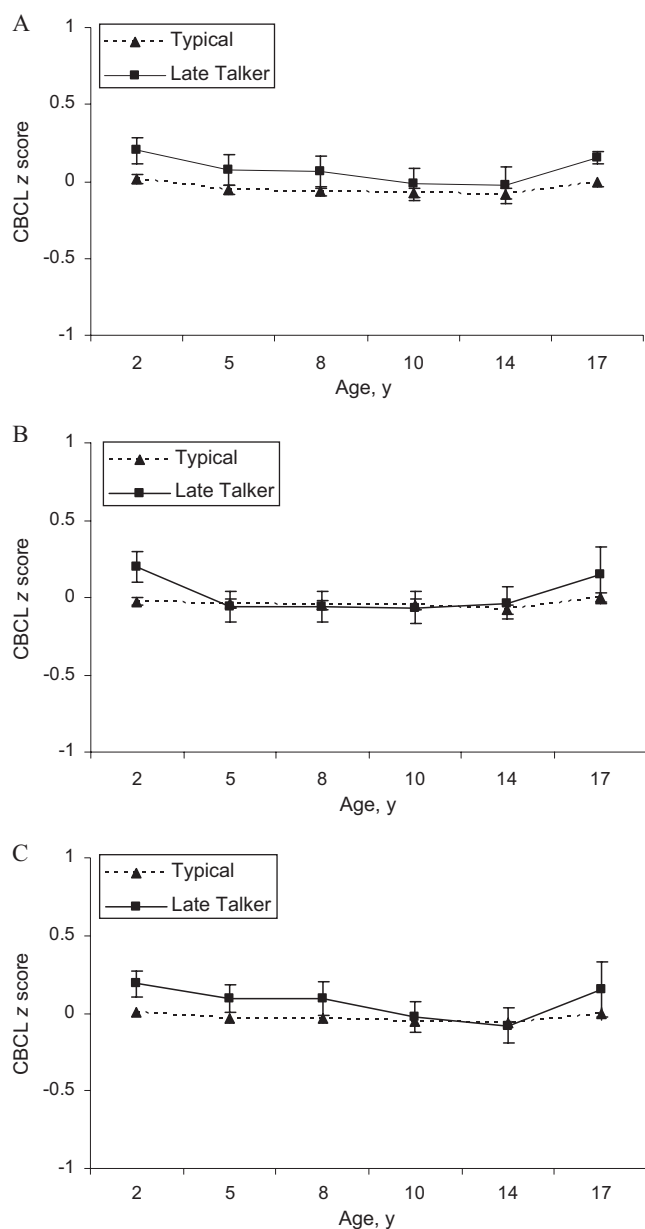 A
Typical
Late Talker
1
0.5
0
-0.5
-1
CBCL z score
2 5 8 10 14 17
Age, y
B
Typical
Late Talker
1
0.5
0
-0.5
-1
CBCL z score
2 5 8 10 14 17
Age, y
C
Typical
Late Talker
1
0.5
0
-0.5
-1
CBCL z score
2 5 8 10 14 17
Age, y